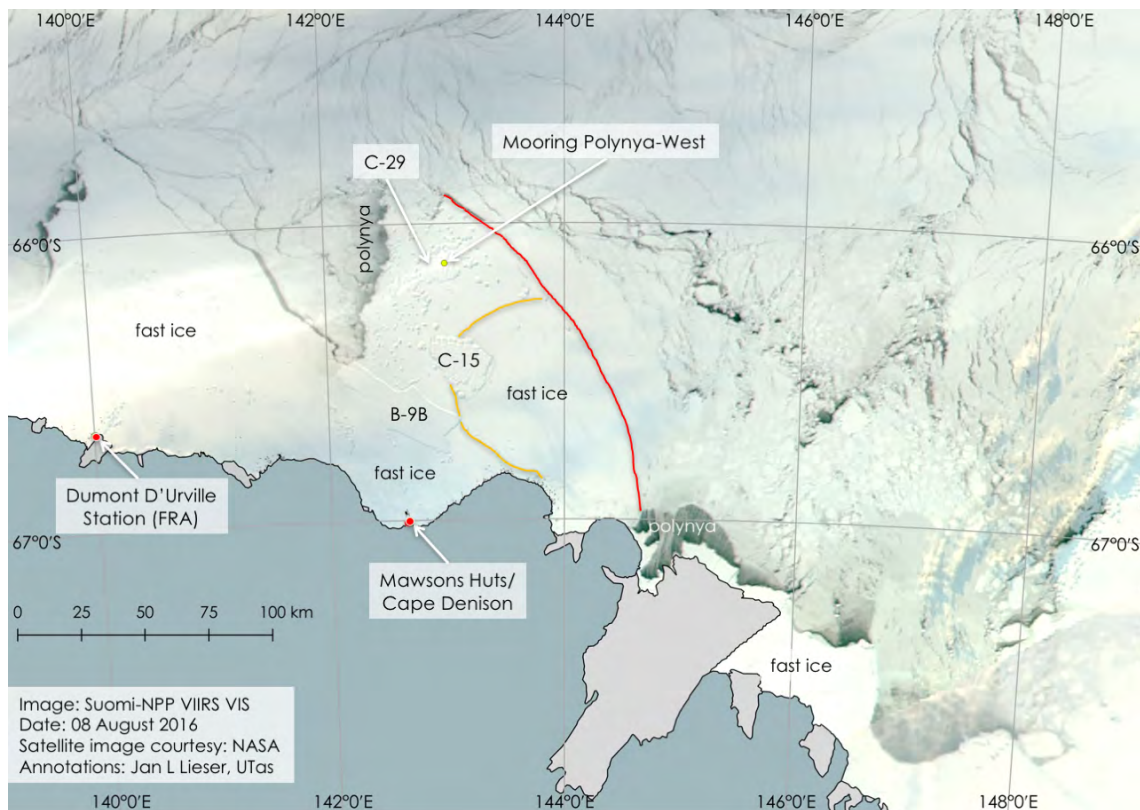 140°0'E
142°0'E
144°0'E
146°0'E
148°0'E
Mooring Polynya-West
C-29
polynya
66°0'S
66°0'S
fast ice
C-15
fast ice
B-9B
fast ice
Dumont D'Urville
Station (FRA)
polynya
67°0'S
67°0'S
Mawsons Huts/
Cape Denison
0 25 50 75 100 km
fast ice
Image: Suomi-NPP VIIRS VIS
Date: 08 August 2016
Satellite image courtesy: NASA
Annotations: Jan L Lieser, UTas
140°0'E
142°0'E
144°0'E
146°0'E
148°0'E